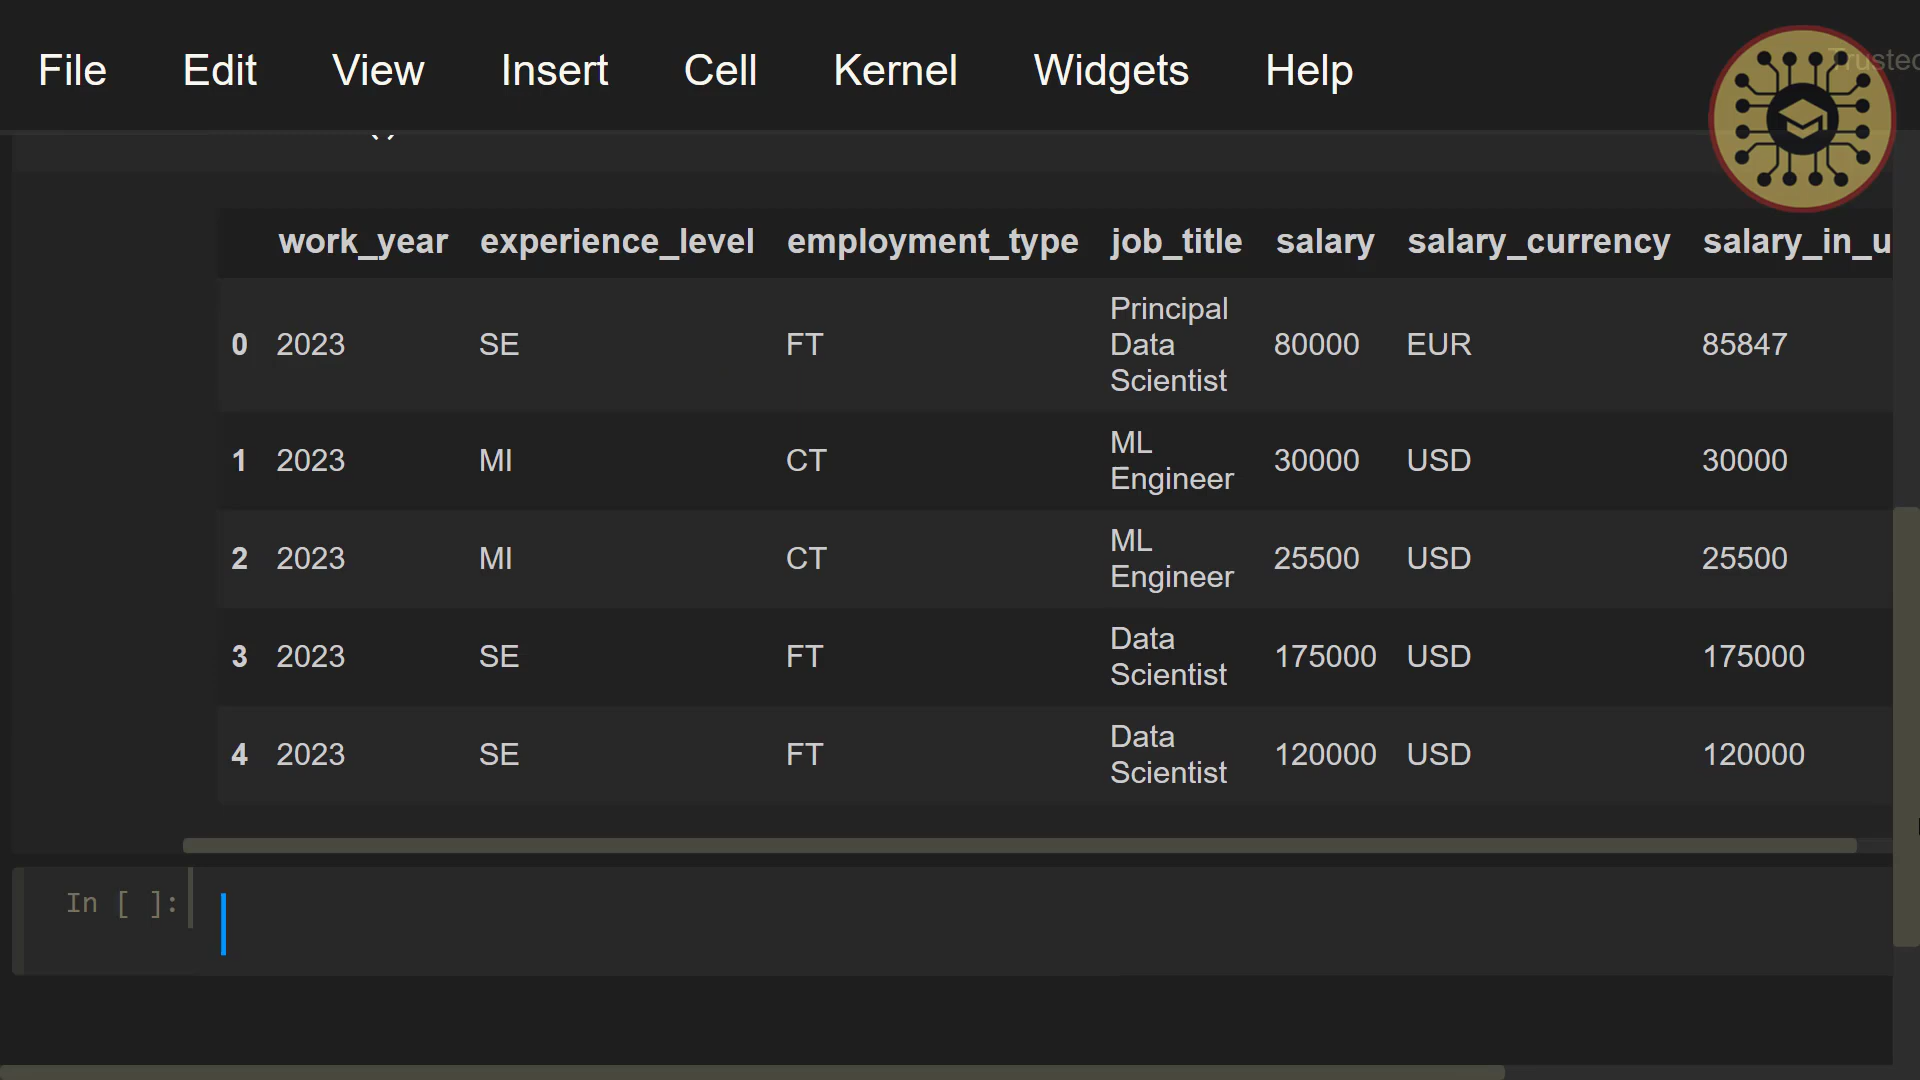 File Edit View Insert Cell Kernel Widgets Help
work_year experience_level employment_type job_title salary salary_currency salary_in_u
0 2023 SE FT Principal Data Scientist 80000 EUR 85847
1 2023 MI CT ML Engineer 30000 USD 30000
2 2023 MI CT ML Engineer 25500 USD 25500
3 2023 SE FT Data Scientist 175000 USD 175000
4 2023 SE FT Data Scientist 120000 USD 120000
In [ ]: